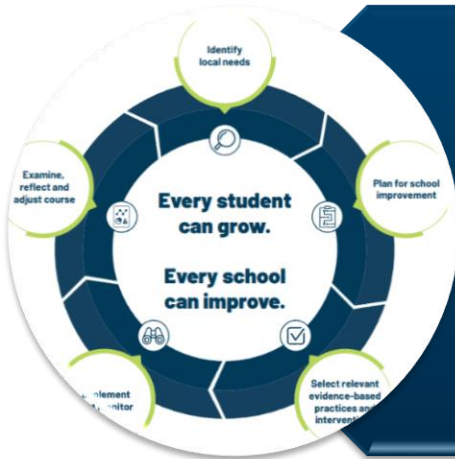 Identify
local needs
Plan for school
improvement
Select relevant
evidence-based
practices and
monitor
Examine,
reflect and
adjust course
Every student
can grow.
Every school
can improve.